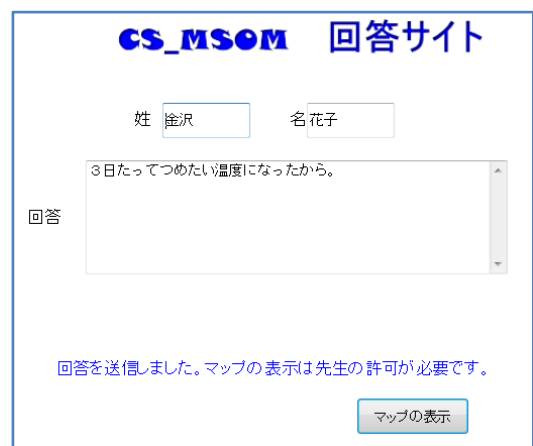 CS_MSOM 回答サイト
姓 金沢 名 花子
３日たってつめたい温度になったから。
回答
回答を送信しました。マップの表示は先生の許可が必要です。
マップの表示